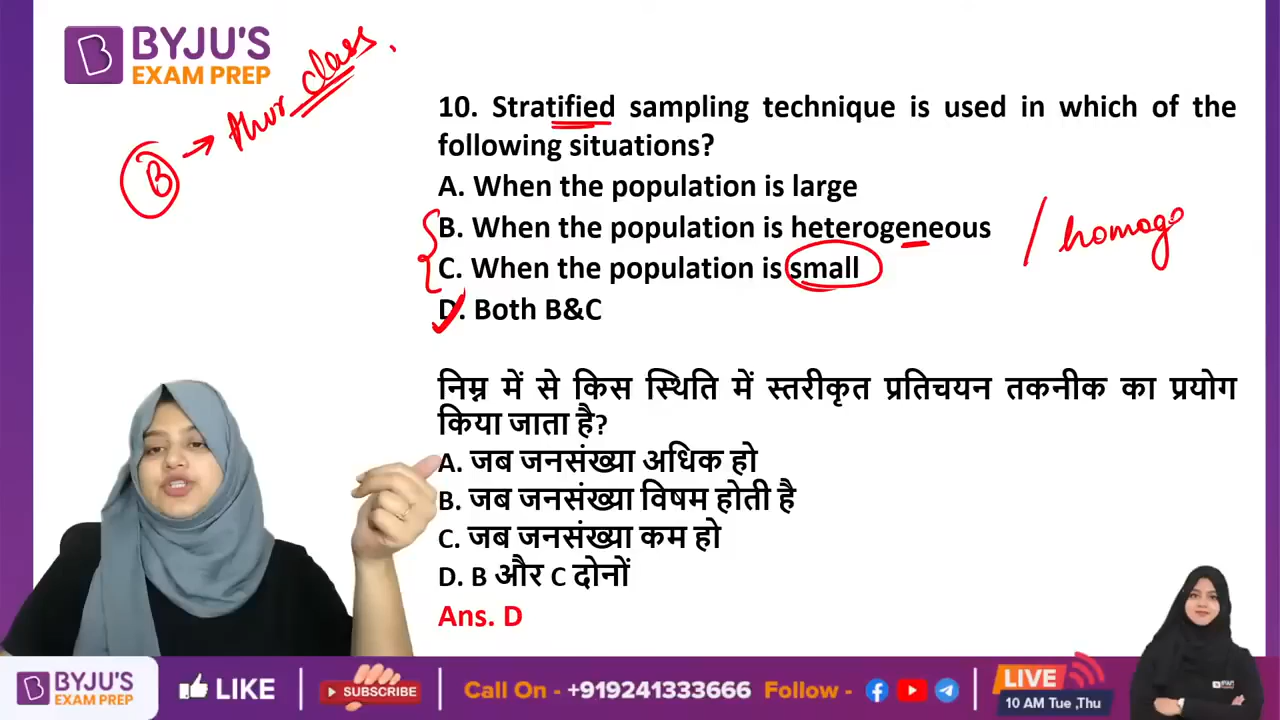 BYJU'S
EXAM PREP
B → thur class.
10. Stratified sampling technique is used in which of the
following situations?
A. When the population is large
B. When the population is heterogeneous / homoge
C. When the population is small
D. Both B&C
निम्न में से किस स्थिति में स्तरीकृत प्रतिचयन तकनीक का प्रयोग
किया जाता है?
A. जब जनसंख्या अधिक हो
B. जब जनसंख्या विषम होती है
C. जब जनसंख्या कम हो
D. B और C दोनों
Ans. D
BYJU'S
EXAM PREP
LIKE
SUBSCRIBE
Call On - +919241333666 Follow -
LIVE
10 AM Tue ,Thu